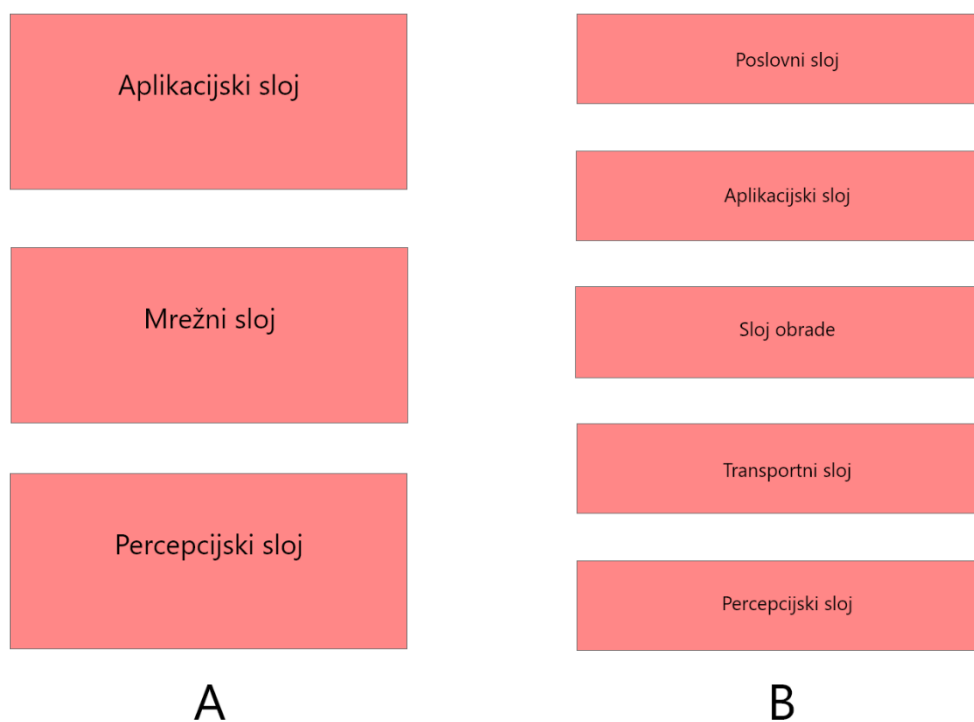 Aplikacijski sloj
Mrežni sloj
Percepcijski sloj
A
Poslovni sloj
Aplikacijski sloj
Sloj obrade
Transportni sloj
Percepcijski sloj
B